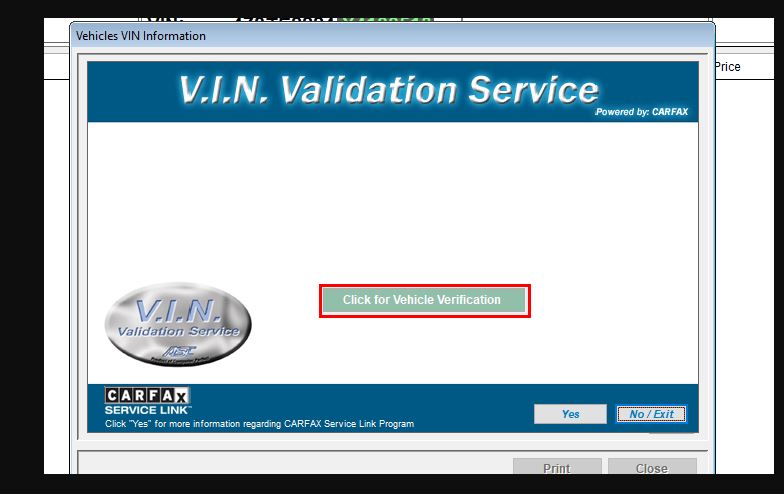 VIN:
Vehicles VIN Information
Price
V.I.N. Validation Service
Powered by: CARFAX
Click for Vehicle Verification
V.I.N.
Validation Service
CARFAX
SERVICE LINK™
Click "Yes" for more information regarding CARFAX Service Link Program
Yes
No / Exit
Print
Close